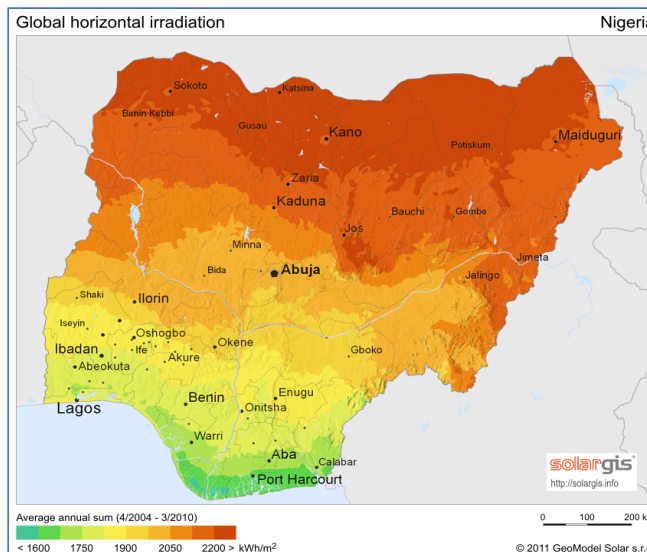 Global horizontal irradiation
Nigeria
Sokoto
Katsina
Birnin Kebbi
Gusau
Kano
Potiskum
Maiduguri
Zaria
Kaduna
Bauchi
Gombe
Jos
Minna
Bida
Abuja
Jimeta
Jalingo
Shaki
Ilorin
Iseyin
Oshogbo
Ibadan
Ife
Okene
Akure
Gboko
Abeokuta
Lagos
Benin
Enugu
Onitsha
Warri
Aba
Calabar
Port Harcourt
solargis
http://solargis.info
Average annual sum (4/2004 - 3/2010)
< 1600 1750 1900 2050 2200 > kWh/m²
0 100 200 k
© 2011 GeoModel Solar s.r.